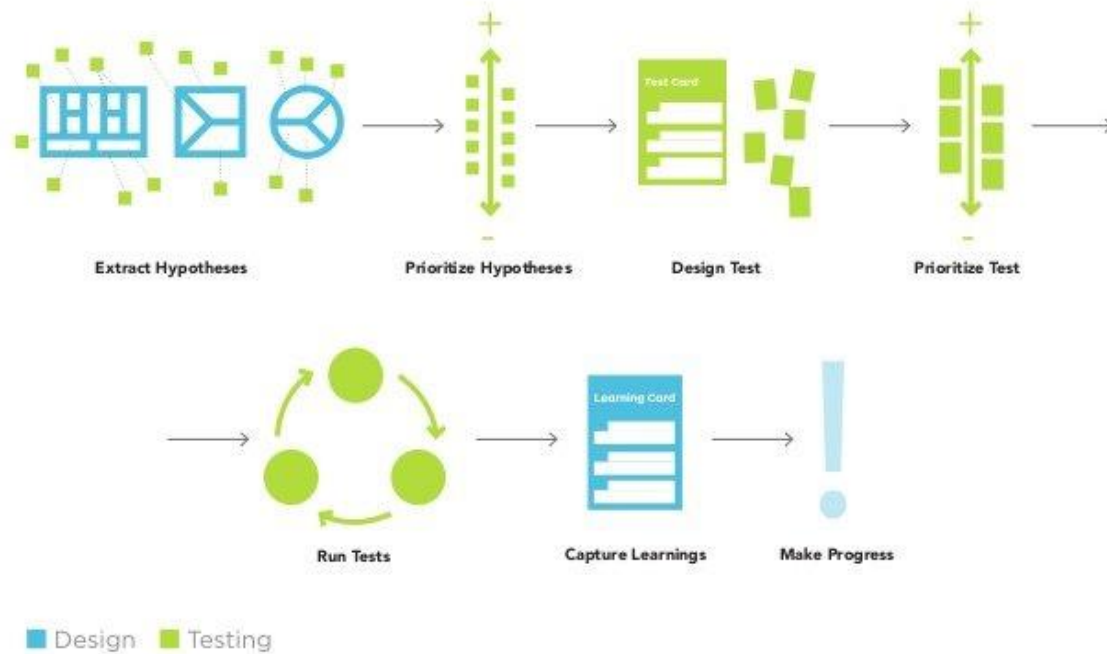 +
+
Test Card
-
-
Extract Hypotheses
Prioritize Hypotheses
Design Test
Prioritize Test
Learning Card
Run Tests
Capture Learnings
Make Progress
Design
Testing